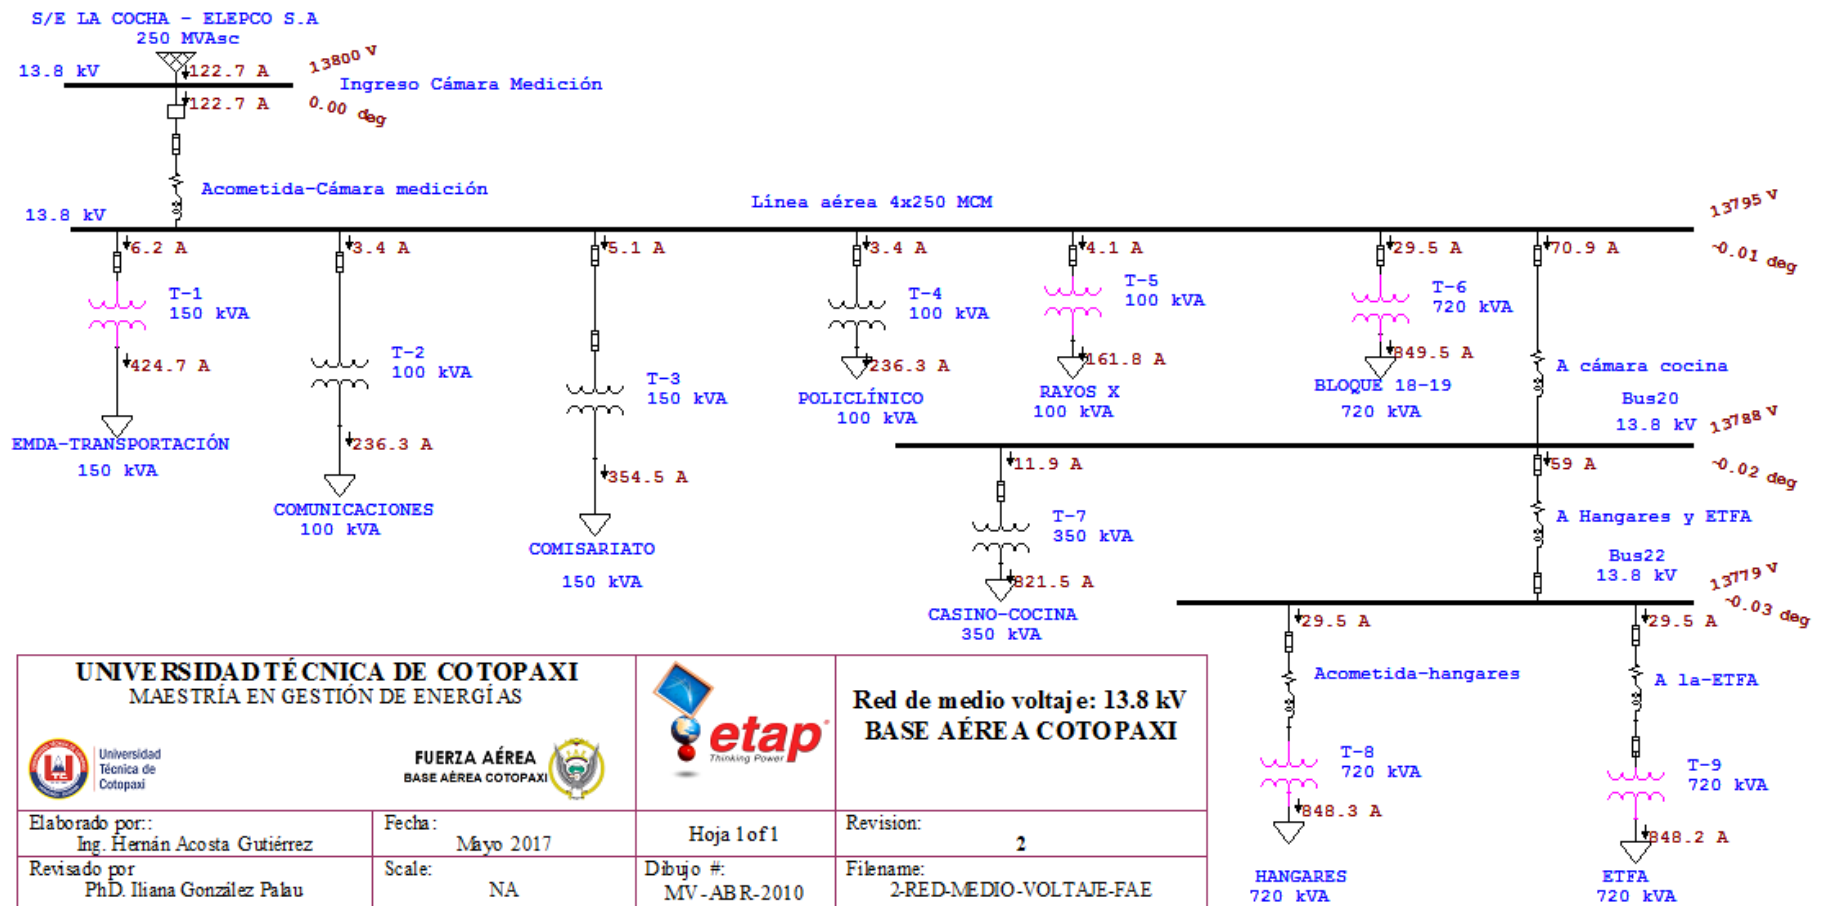 S/E LA COCHA - ELEPCO S.A
250 MVAsc
13.8 kV
122.7 A
13800 V
Ingreso Cámara Medición
122.7 A
0.00 deg
Acometida-Cámara medición
13.8 kV
Línea aérea 4x250 MCM
13795 V
-0.01 deg
6.2 A
3.4 A
5.1 A
3.4 A
4.1 A
29.5 A
70.9 A
T-1
150 kVA
424.7 A
EMDA-TRANSPORTACIÓN
150 kVA
T-2
100 kVA
236.3 A
COMUNICACIONES
100 kVA
T-3
150 kVA
354.5 A
COMISARIATO
150 kVA
T-4
100 kVA
236.3 A
POLICLÍNICO
100 kVA
T-5
100 kVA
161.8 A
RAYOS X
100 kVA
T-6
720 kVA
849.5 A
BLOQUE 18-19
720 kVA
A cámara cocina
Bus20
13.8 kV
13788 V
-0.02 deg
11.9 A
59 A
T-7
350 kVA
821.5 A
CASINO-COCINA
350 kVA
A Hangares y ETFA
Bus22
13.8 kV
13779 V
-0.03 deg
29.5 A
29.5 A
Acometida-hangares
A la-ETFA
T-8
720 kVA
848.3 A
HANGARES
720 kVA
T-9
720 kVA
848.2 A
ETFA
720 kVA
UNIVERSIDAD TÉCNICA DE COTOPAXI
MAESTRÍA EN GESTIÓN DE ENERGÍAS
Universidad
Técnica de
Cotopaxi
FUERZA AÉREA
BASE AÉREA COTOPAXI
etap
Thinking Power
Red de medio voltaje: 13.8 kV
BASE AÉREA COTOPAXI
Elaborado por::
Ing. Hernán Acosta Gutiérrez
Fecha:
Mayo 2017
Hoja 1of1
Revision:
2
Revisado por
PhD. Iliana González Palau
Scale:
NA
Dibujo #:
MV-ABR-2010
Filename:
2-RED-MEDIO-VOLTAJE-FAE